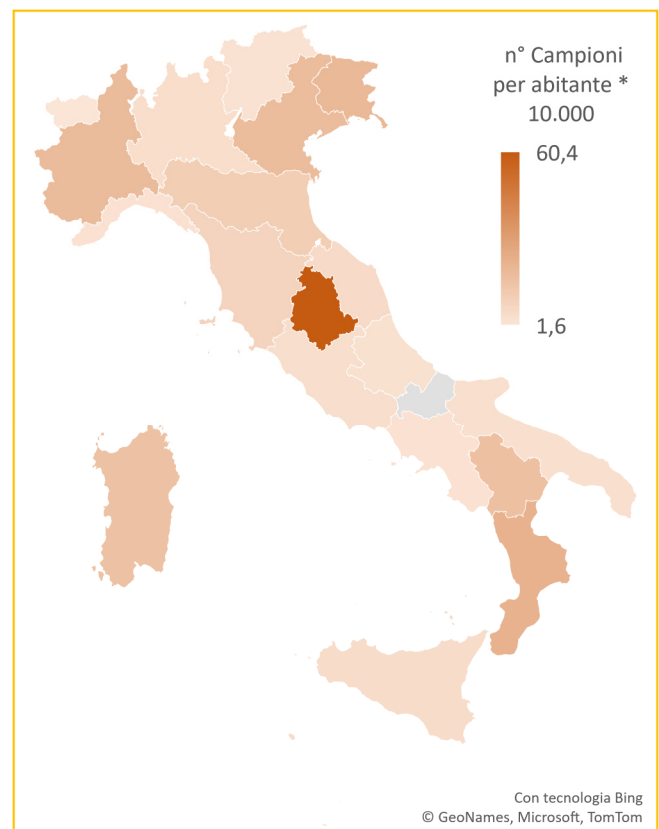 n° Campioni
per abitante *
10.000
60,4
1,6
Con tecnologia Bing
© GeoNames, Microsoft, TomTom